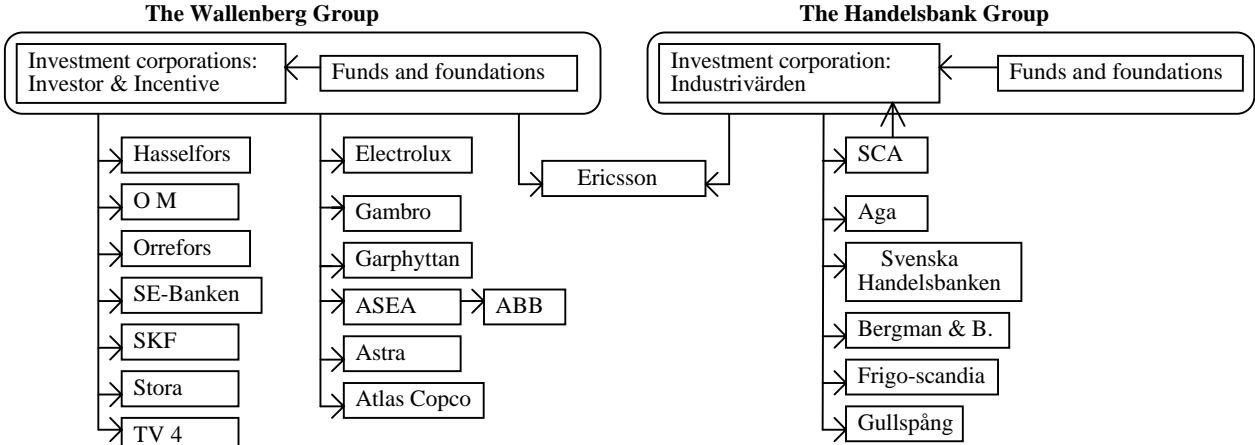 The Wallenberg Group
Investment corporations:
Investor & Incentive
Funds and foundations
Hasselfors
O M
Orrefors
SE-Banken
SKF
Stora
TV 4
Electrolux
Gambro
Garphyttan
ASEA
ABB
Astra
Atlas Copco
Ericsson
The Handelsbank Group
Investment corporation:
Industrivärden
Funds and foundations
SCA
Aga
Svenska
Handelsbanken
Bergman & B.
Frigo-scandia
Gullspång